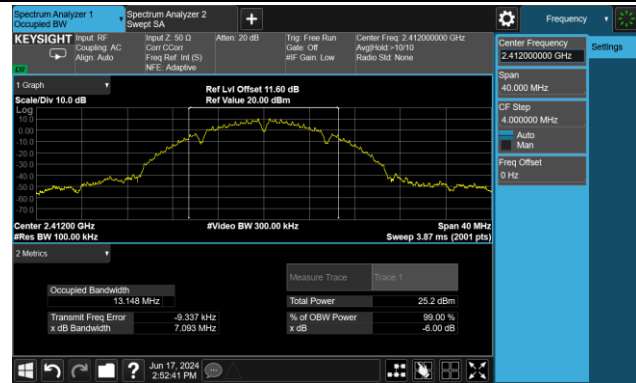 Spectrum Analyzer 1
Occupied BW
Spectrum Analyzer 2
Swept SA
+
Frequency
KEYSIGHT
Input: RF
Coupling: AC
Align: Auto
Input Z: 50 Ω
Corr CCorr
Freq Ref: Int (S)
NFE: Adaptive
Atten: 20 dB
Trig: Free Run
Gate: Off
#IF Gain: Low
Center Freq: 2.412000000 GHz
Avg|Hold:>10/10
Radio Std: None
Center Frequency
2.412000000 GHz
Settings
Span
40.000 MHz
CF Step
4.000000 MHz
Auto
Man
Freq Offset
0 Hz
1 Graph
Scale/Div 10.0 dB
Ref Lvl Offset 11.60 dB
Ref Value 20.00 dBm
Log
10.0
0.00
-10.0
-20.0
-30.0
-40.0
-50.0
-60.0
-70.0
Center 2.41200 GHz
#Res BW 100.00 kHz
#Video BW 300.00 kHz
Span 40 MHz
Sweep 3.87 ms (2001 pts)
2 Metrics
Measure Trace
Trace 1
Occupied Bandwidth
13.148 MHz
Total Power
25.2 dBm
Transmit Freq Error
-9.337 kHz
% of OBW Power
99.00 %
x dB Bandwidth
7.093 MHz
x dB
-6.00 dB
?
Jun 17, 2024
2:52:41 PM